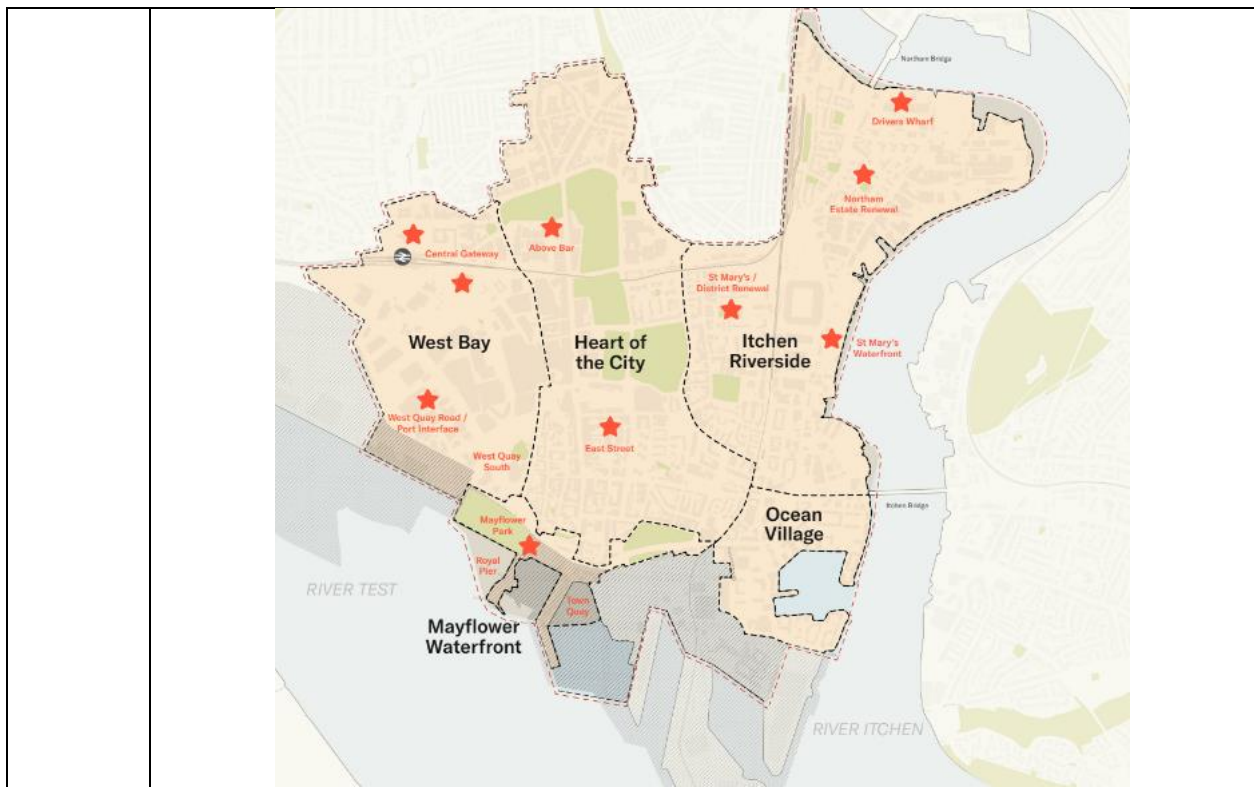 Northam Bridge
Drivers Wharf
Northam
Estate Renewal
Central Gateway
Above Bar
St Mary's /
District Renewal
West Bay
Heart of
the City
Itchen
Riverside
St Mary's
Waterfront
West Quay Road /
Port Interface
East Street
West Quay
South
Itchen Bridge
Ocean
Village
Mayflower
Park
Royal
Pier
Town
Quay
RIVER TEST
Mayflower
Waterfront
RIVER ITCHEN